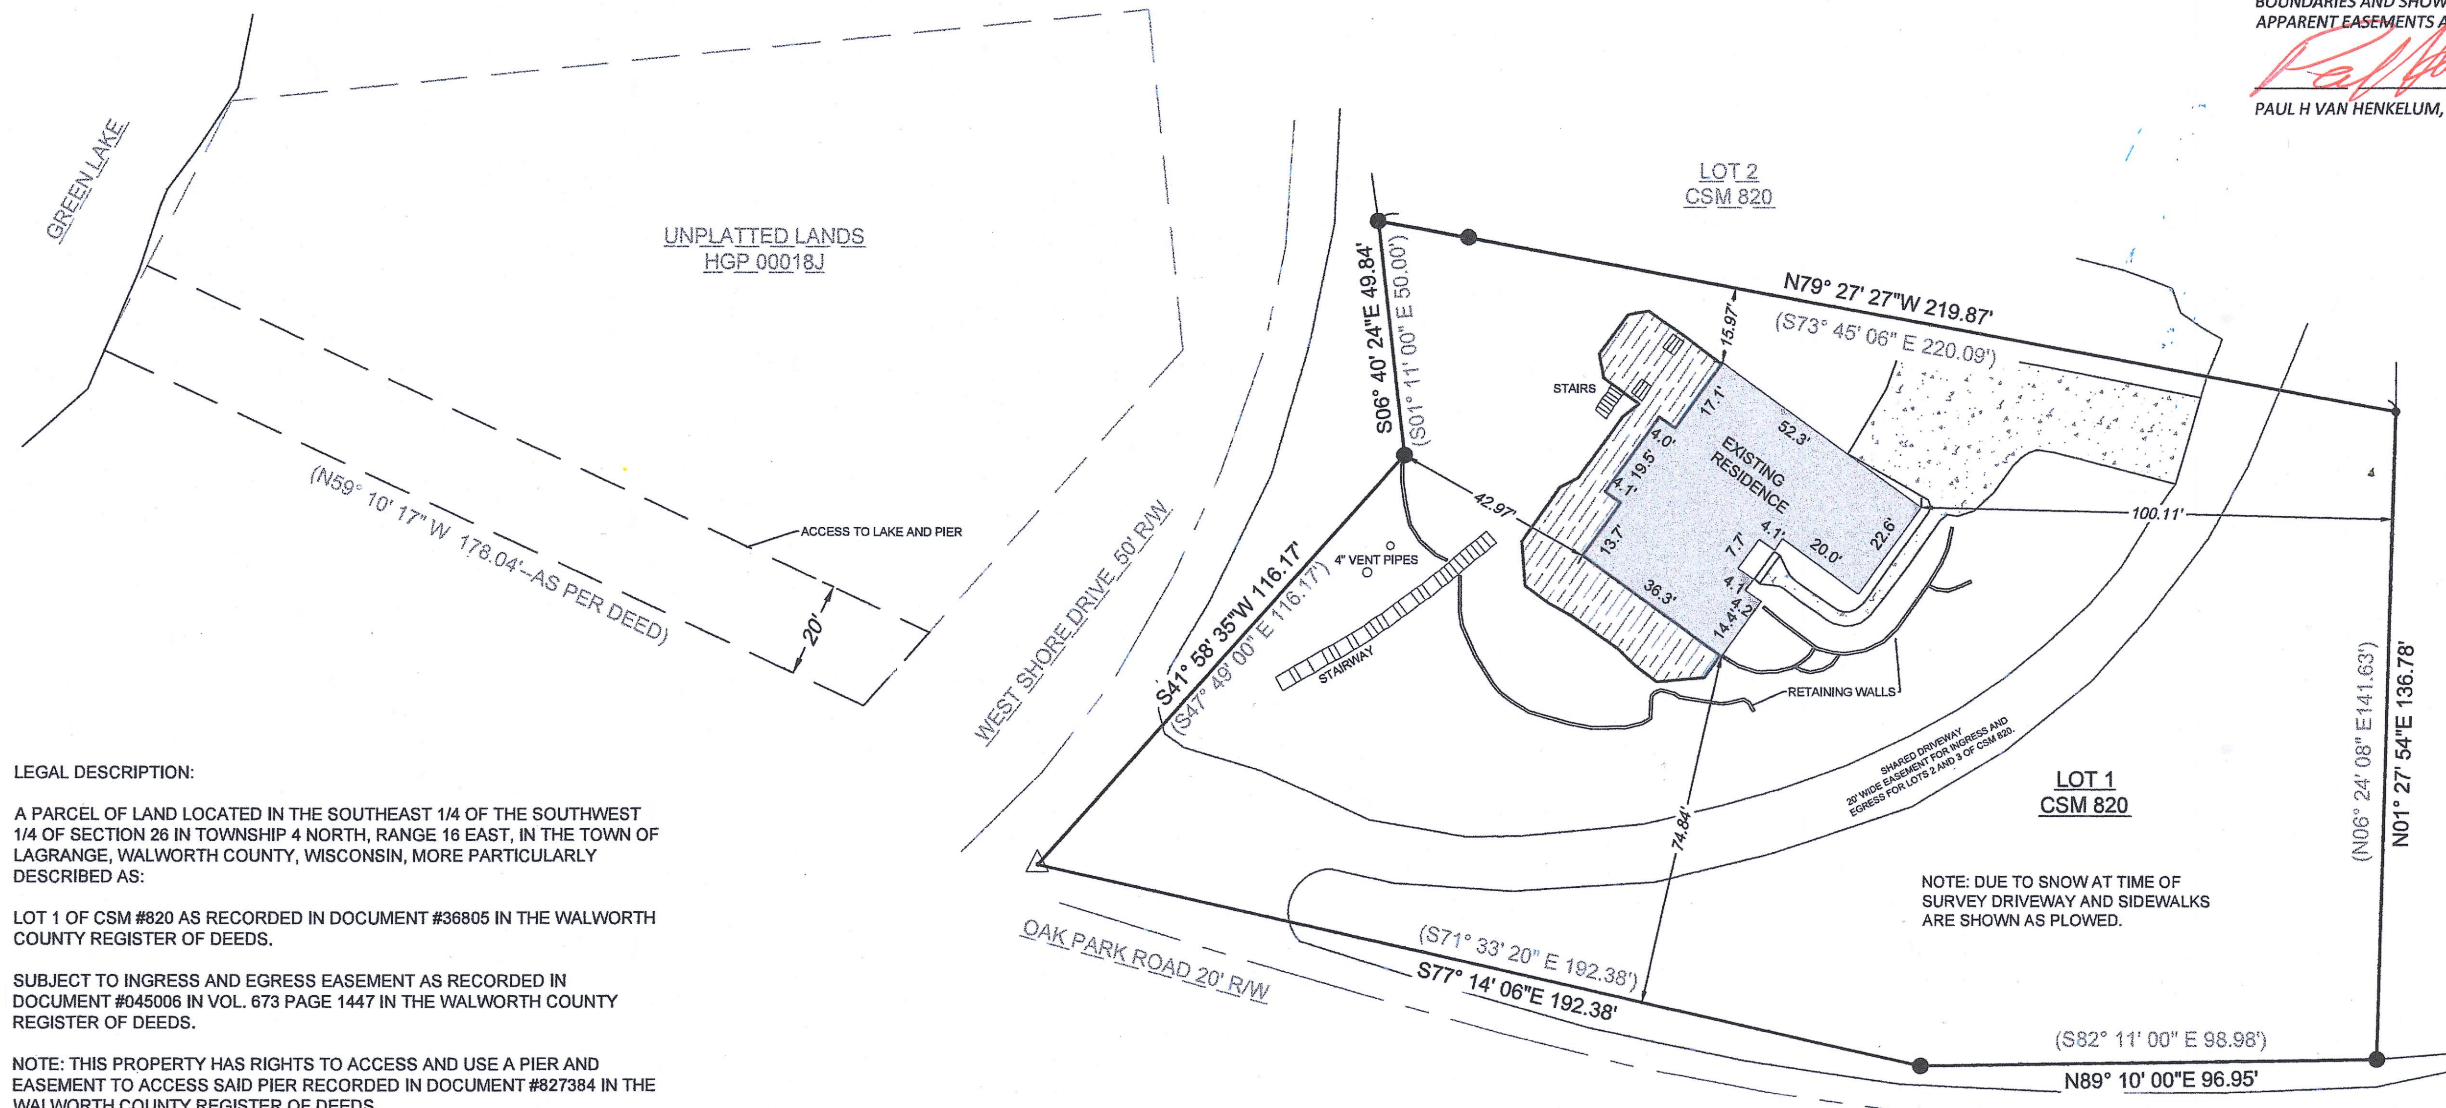 BOUNDARIES AND SHOW
APPARENT EASEMENTS A
PAUL H VAN HENKELUM,
GREEN LAKE
UNPLATTED LANDS
HGP 00018J
LOT 2
CSM 820
N79° 27' 27"W 219.87'
(S73° 45' 06" E 220.09')
S06° 40' 24"E 49.84'
(S01° 11' 00" E 50.00')
15.97'
STAIRS
17.1'
52.3'
4.0'
19.5'
4.1'
EXISTING
RESIDENCE
42.97'
13.7'
36.3'
4.1'
7.7'
20.0'
22.6'
4.1'
4.2
14.4'
100.11'
(N59° 10' 17" W 178.04'--AS PER DEED)
ACCESS TO LAKE AND PIER
20'
WEST SHORE DRIVE 50' R/W
S41° 58' 35"W 116.17'
(S47° 49' 00" E 116.17')
4" VENT PIPES
STAIRWAY
RETAINING WALLS
SHARED DRIVEWAY
20' WIDE EASEMENT FOR INGRESS AND
EGRESS FOR LOTS 2 AND 3 OF CSM 820.
74.84'
LOT 1
CSM 820
(N06° 24' 08" E141.63')
N01° 27' 54"E 136.78'
NOTE: DUE TO SNOW AT TIME OF
SURVEY DRIVEWAY AND SIDEWALKS
ARE SHOWN AS PLOWED.
OAK PARK ROAD 20' R/W
(S71° 33' 20" E 192.38')
S77° 14' 06"E 192.38'
(S82° 11' 00" E 98.98')
N89° 10' 00"E 96.95'
LEGAL DESCRIPTION:
A PARCEL OF LAND LOCATED IN THE SOUTHEAST 1/4 OF THE SOUTHWEST
1/4 OF SECTION 26 IN TOWNSHIP 4 NORTH, RANGE 16 EAST, IN THE TOWN OF
LAGRANGE, WALWORTH COUNTY, WISCONSIN, MORE PARTICULARLY
DESCRIBED AS:
LOT 1 OF CSM #820 AS RECORDED IN DOCUMENT #36805 IN THE WALWORTH
COUNTY REGISTER OF DEEDS.
SUBJECT TO INGRESS AND EGRESS EASEMENT AS RECORDED IN
DOCUMENT #045006 IN VOL. 673 PAGE 1447 IN THE WALWORTH COUNTY
REGISTER OF DEEDS.
NOTE: THIS PROPERTY HAS RIGHTS TO ACCESS AND USE A PIER AND
EASEMENT TO ACCESS SAID PIER RECORDED IN DOCUMENT #827384 IN THE
WALWORTH COUNTY REGISTER OF DEEDS